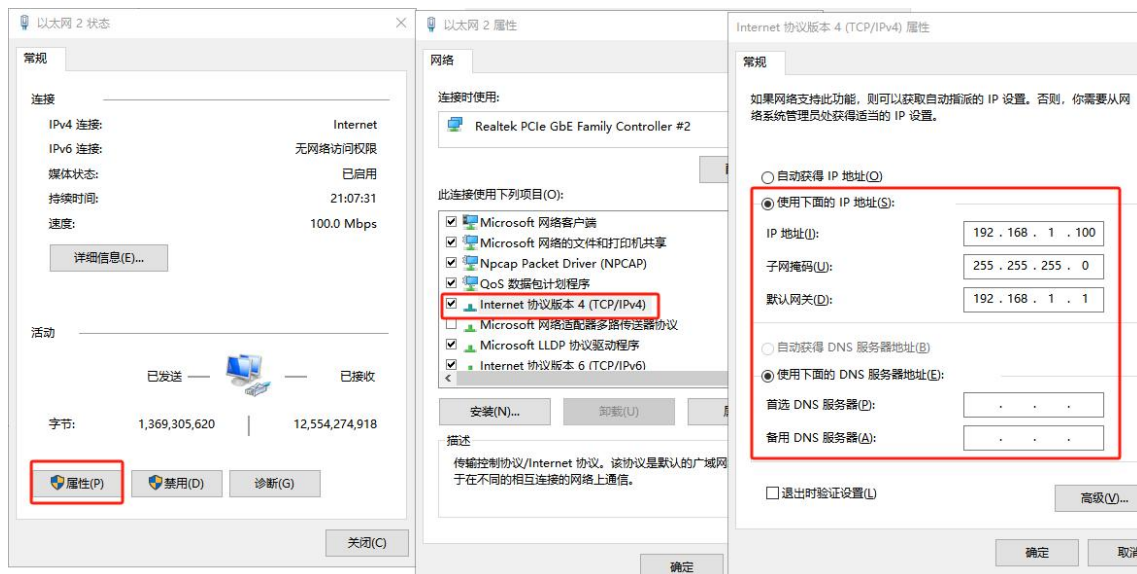 以太网 2 状态
常规
连接
IPv4 连接: Internet
IPv6 连接: 无网络访问权限
媒体状态: 已启用
持续时间: 21:07:31
速度: 100.0 Mbps
详细信息(E)...
活动
已发送 — — 已接收
字节: 1,369,305,620 | 12,554,274,918
属性(P) 禁用(D) 诊断(G)
关闭(C)
以太网 2 属性
网络
连接时使用:
Realtek PCIe GbE Family Controller #2
此连接使用下列项目(O):
Microsoft 网络客户端
Microsoft 网络的文件和打印机共享
Npcap Packet Driver (NPCAP)
QoS 数据包计划程序
Internet 协议版本 4 (TCP/IPv4)
Microsoft 网络适配器多路传送器协议
Microsoft LLDP 协议驱动程序
Internet 协议版本 6 (TCP/IPv6)
安装(N)... 卸载(U)
描述
传输控制协议/Internet 协议。该协议是默认的广域网
于在不同的相互连接的网络上通信。
确定
Internet 协议版本 4 (TCP/IPv4) 属性
常规
如果网络支持此功能，则可以获取自动指派的 IP 设置。否则，你需要从网
络系统管理员处获得适当的 IP 设置。
自动获得 IP 地址(O)
使用下面的 IP 地址(S):
IP 地址(I): 192 . 168 . 1 . 100
子网掩码(U): 255 . 255 . 255 . 0
默认网关(D): 192 . 168 . 1 . 1
自动获得 DNS 服务器地址(B)
使用下面的 DNS 服务器地址(E):
首选 DNS 服务器(P): . . .
备用 DNS 服务器(A): . . .
退出时验证设置(L)
高级(V)...
确定 取消